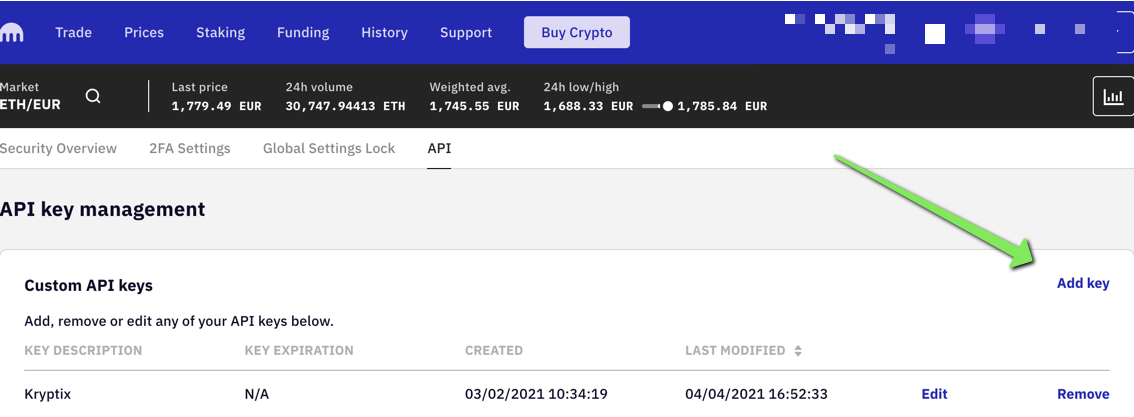 Trade Prices Staking Funding History Support Buy Crypto
Market
ETH/EUR
Last price
1,779.49 EUR
24h volume
30,747.94413 ETH
Weighted avg.
1,745.55 EUR
24h low/high
1,688.33 EUR 1,785.84 EUR
Security Overview 2FA Settings Global Settings Lock API
API key management
Custom API keys
Add key
Add, remove or edit any of your API keys below.
KEY DESCRIPTION KEY EXPIRATION CREATED LAST MODIFIED
Kryptix N/A 03/02/2021 10:34:19 04/04/2021 16:52:33 Edit Remove